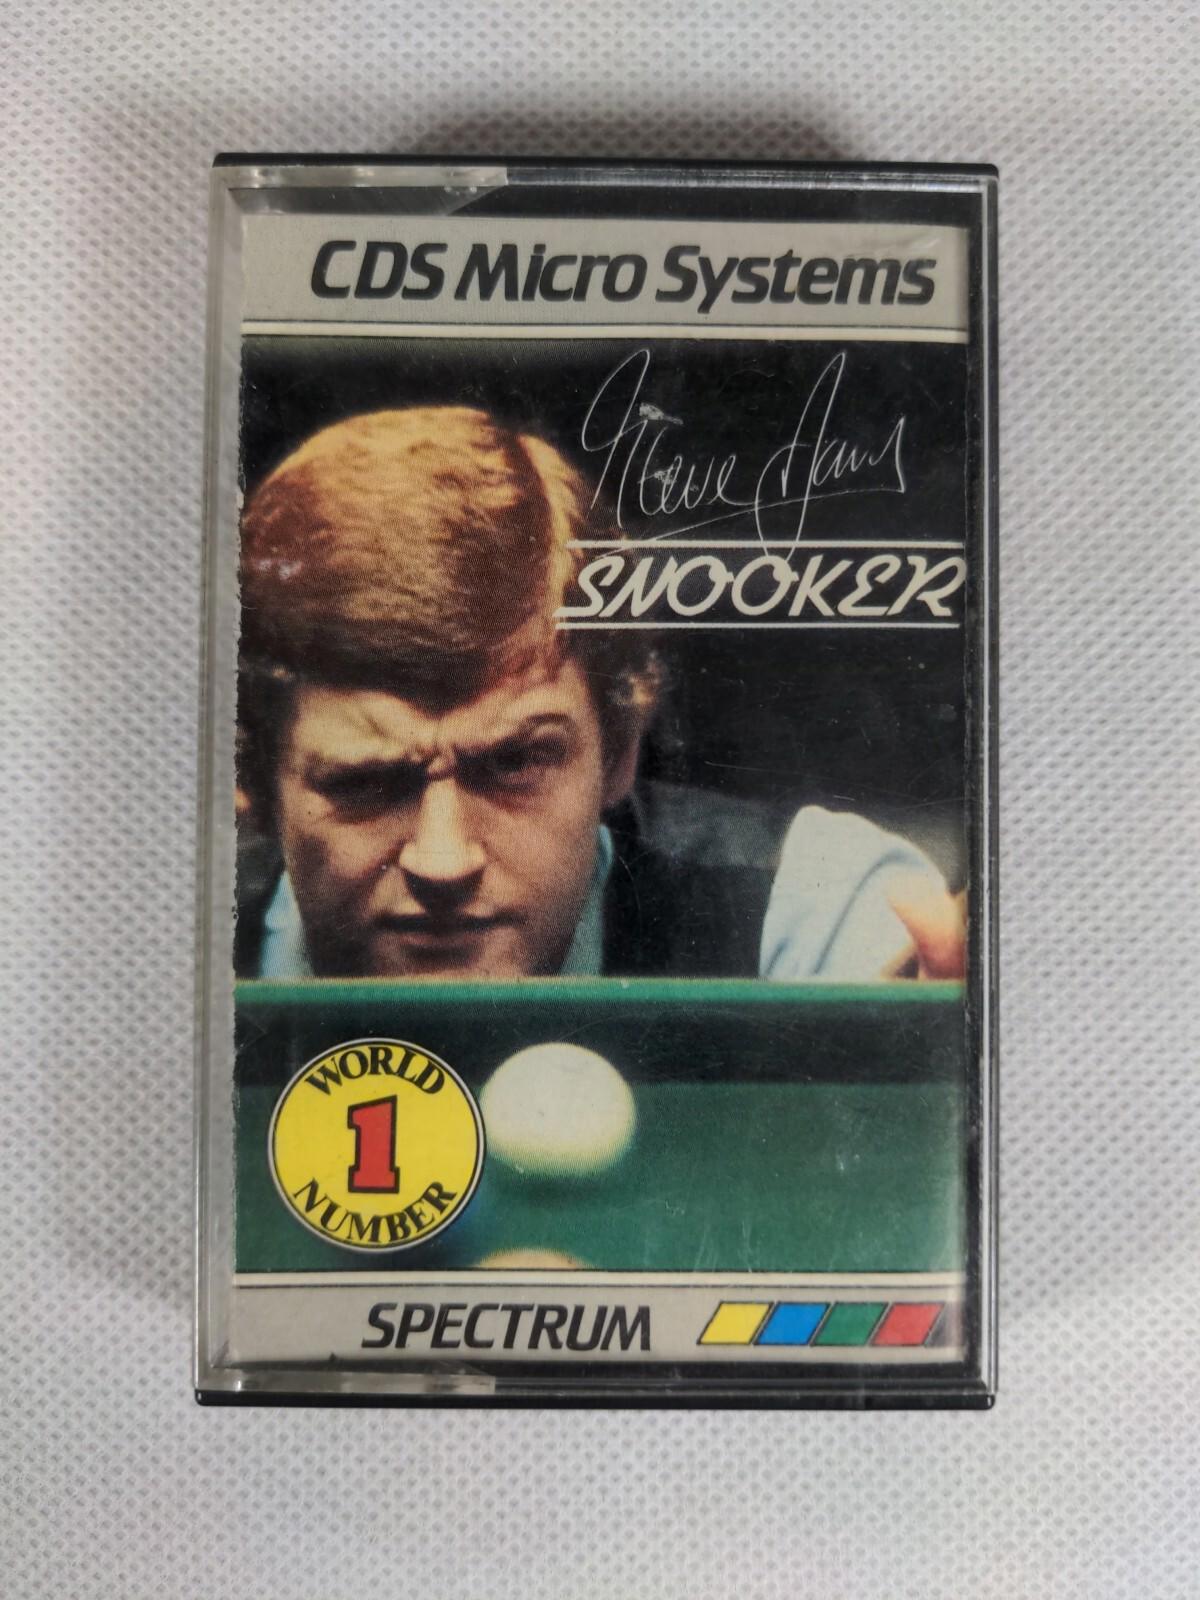 CDS Micro Systems
Steve Davis
SNOOKER
WORLD
1
NUMBER
SPECTRUM